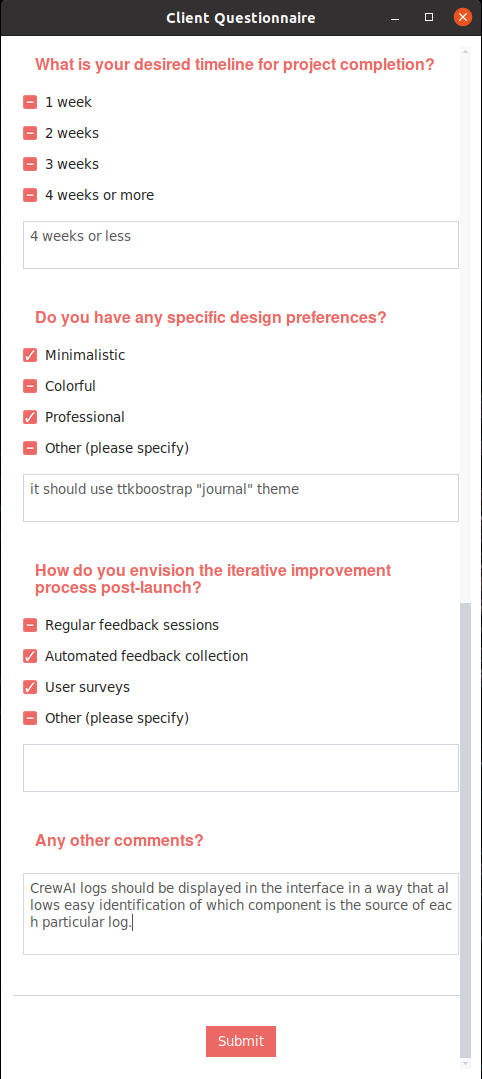 Client Questionnaire
What is your desired timeline for project completion?
1 week
2 weeks
3 weeks
4 weeks or more
4 weeks or less
Do you have any specific design preferences?
Minimalistic
Colorful
Professional
Other (please specify)
it should use ttkboostrap "journal" theme
How do you envision the iterative improvement
process post-launch?
Regular feedback sessions
Automated feedback collection
User surveys
Other (please specify)
Any other comments?
CrewAI logs should be displayed in the interface in a way that al
lows easy identification of which component is the source of eac
h particular log.
Submit